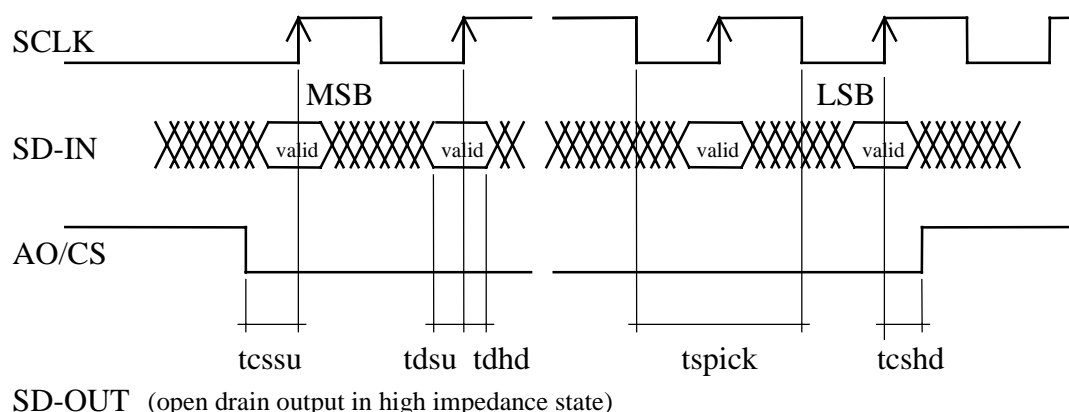 SCLK
MSB
LSB
SD-IN
valid
valid
valid
valid
AO/CS
tcssu
tdsu
tdhd
tspick
tcshd
SD-OUT (open drain output in high impedance state)